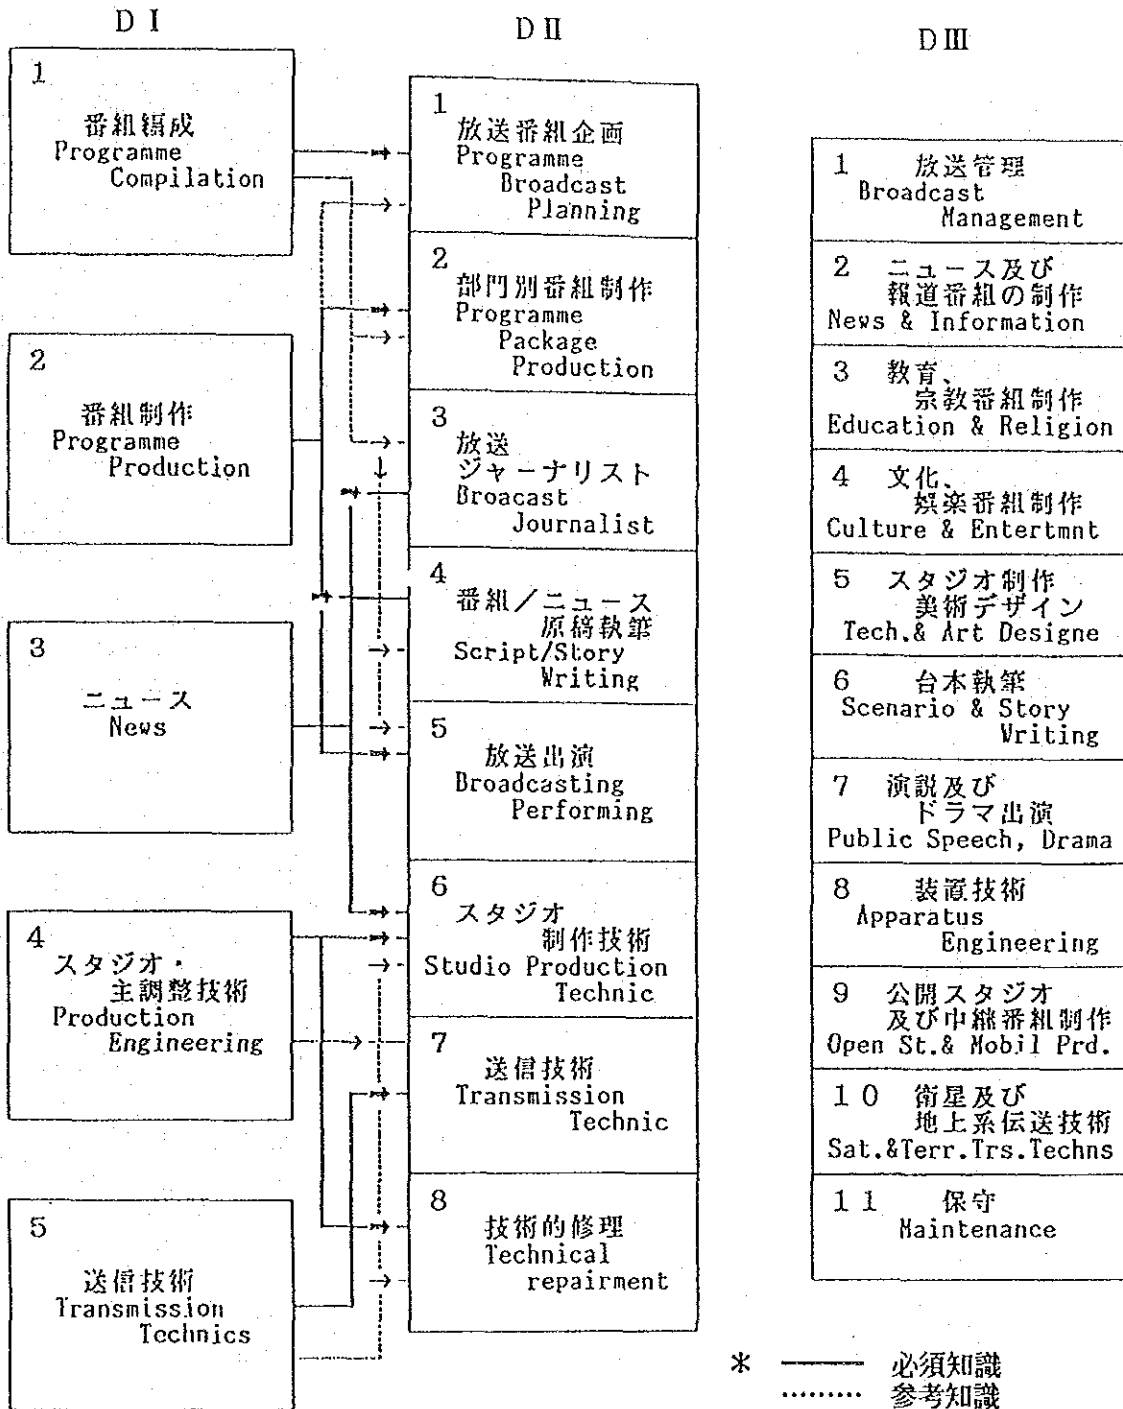 D I
1
番組編成
Programme
Compilation
2
番組制作
Programme
Production
3
ニュース
News
4
スタジオ・
主調整技術
Production
Engineering
5
送信技術
Transmission
Technics
D II
1
放送番組企画
Programme
Broadcast
Planning
2
部門別番組制作
Programme
Package
Production
3
放送
ジャーナリスト
Broacast
Journalist
4
番組／ニュース
原稿執筆
Script/Story
Writing
5
放送出演
Broadcasting
Performing
6
スタジオ
制作技術
Studio Production
Technic
7
送信技術
Transmission
Technic
8
技術的修理
Technical
repairment
D III
1 放送管理
Broadcast
Management
2 ニュース及び
報道番組の制作
News & Information
3 教育、
宗教番組制作
Education & Religion
4 文化、
娯楽番組制作
Culture & Entertmnt
5 スタジオ制作
美術デザイン
Tech.& Art Designe
6 台本執筆
Scenario & Story
Writing
7 演説及び
ドラマ出演
Public Speech, Drama
8 装置技術
Apparatus
Engineering
9 公開スタジオ
及び中継番組制作
Open St.& Mobil Prd.
10 衛星及び
地上系伝送技術
Sat.&Terr.Trs.Techns
11 保守
Maintenance
* ——— 必須知識
......... 参考知識